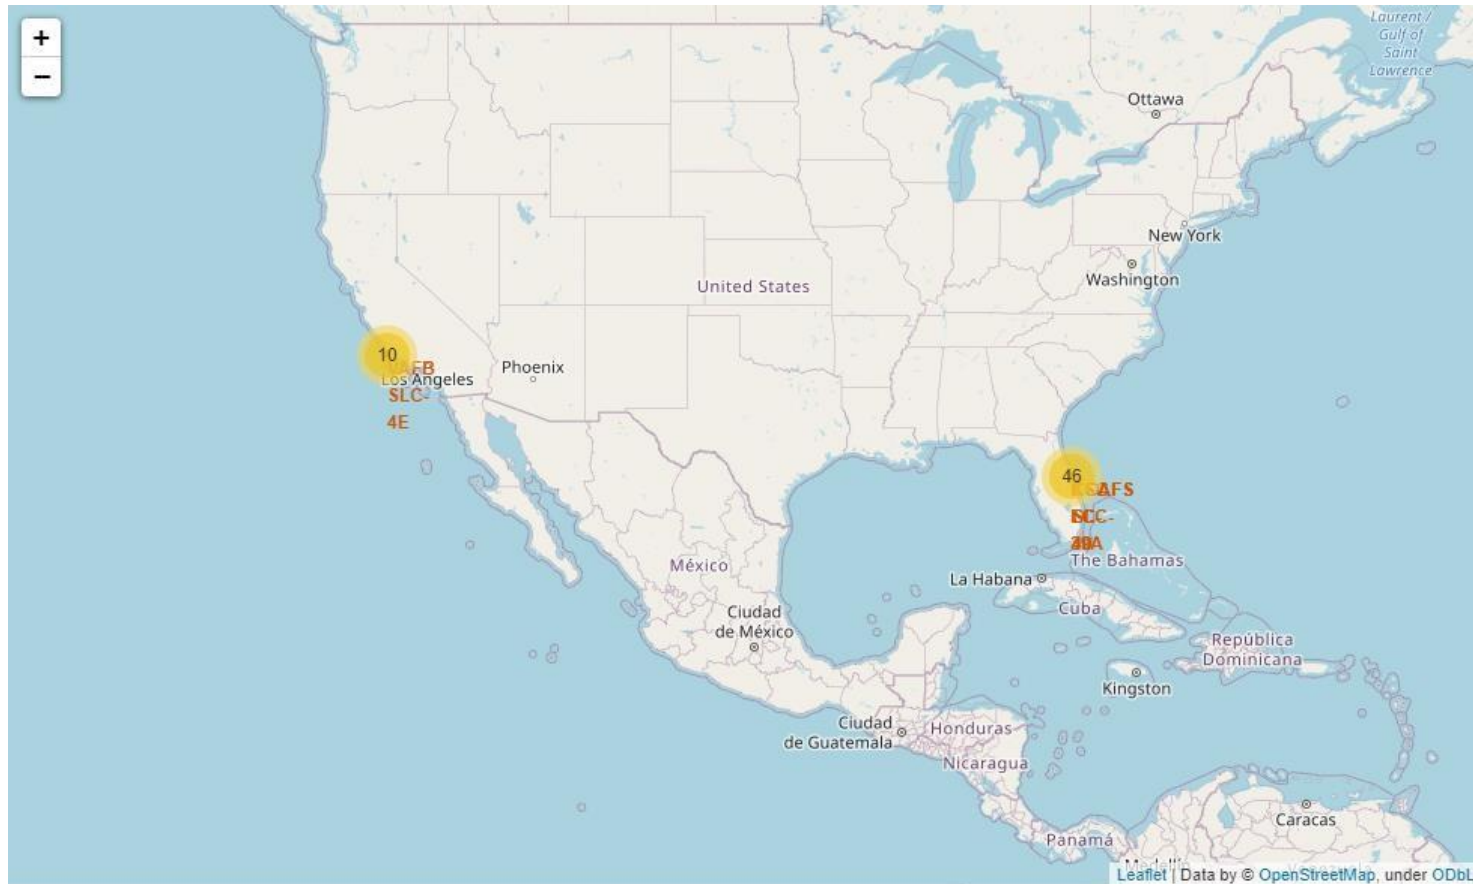 +
−
Laurent /
Gulf of
Saint
Lawrence
Ottawa
New York
Washington
United States
10
Phoenix
Los Angeles
SLC-
4E
46
The Bahamas
México
La Habana
Cuba
Ciudad
de México
República
Dominicana
Kingston
Ciudad
de Guatemala
Honduras
Nicaragua
Caracas
Panamá
Medellín
Venezuela
Leaflet | Data by © OpenStreetMap, under ODbL